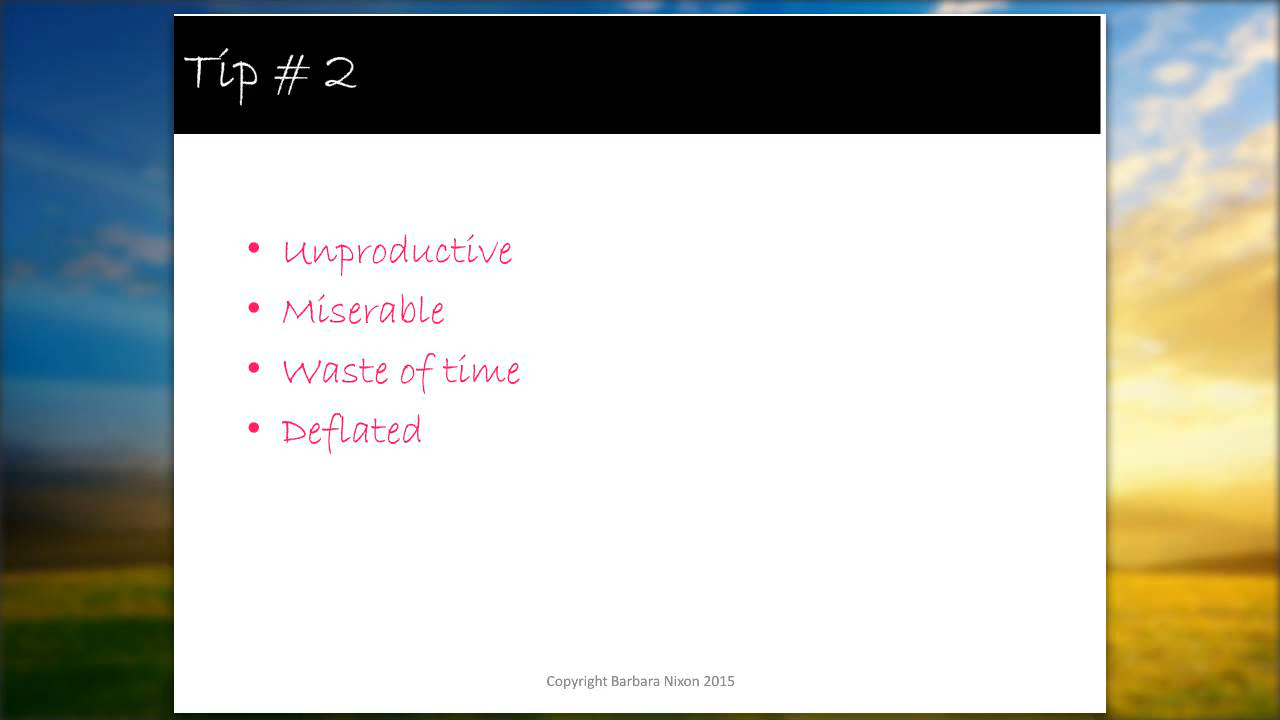 Tip # 2
• Unproductive
• Miserable
• Waste of time
• Deflated
Copyright Barbara Nixon 2015